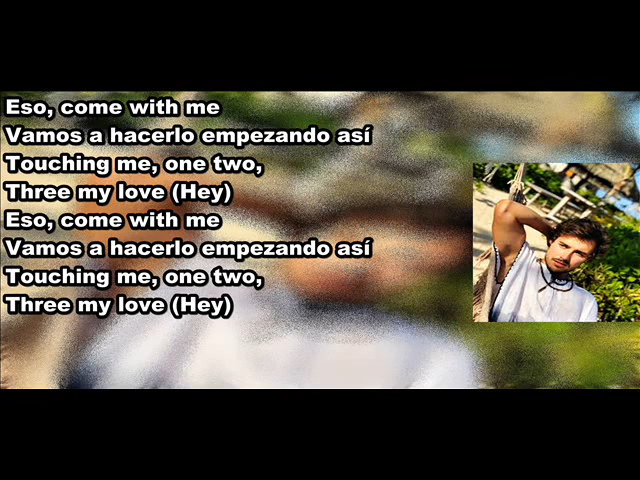 Eso, come with me
Vamos a hacerlo empezando así
Touching me, one two,
Three my love (Hey)
Eso, come with me
Vamos a hacerlo empezando así
Touching me, one two,
Three my love (Hey)